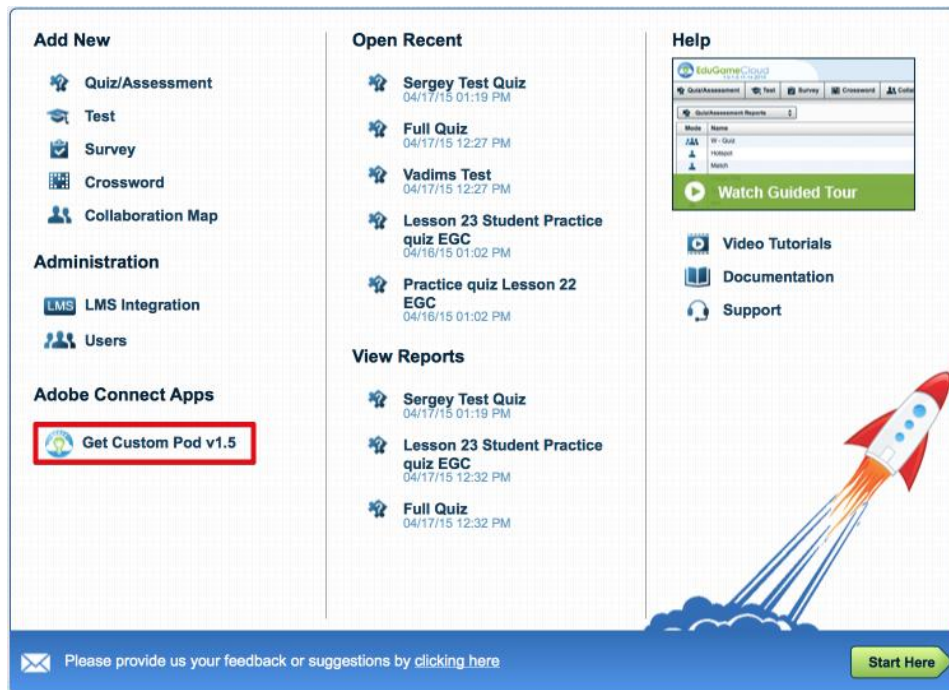 Add New
Quiz/Assessment
Test
Survey
Crossword
Collaboration Map
Administration
LMS LMS Integration
Users
Adobe Connect Apps
Get Custom Pod v1.5
Open Recent
Sergey Test Quiz
04/17/15 01:19 PM
Full Quiz
04/17/15 12:27 PM
Vadims Test
04/17/15 12:27 PM
Lesson 23 Student Practice
quiz EGC
04/16/15 01:02 PM
Practice quiz Lesson 22
EGC
04/16/15 01:02 PM
View Reports
Sergey Test Quiz
04/17/15 01:19 PM
Lesson 23 Student Practice
quiz EGC
04/17/15 12:32 PM
Full Quiz
04/17/15 12:32 PM
Help
EduGameCloud
Quiz/Assessment Test Survey Crossword Colla
Quiz/Assessment Reports
Mode Name
W - Quiz
Hotspot
Match
Watch Guided Tour
Video Tutorials
Documentation
Support
Please provide us your feedback or suggestions by clicking here
Start Here